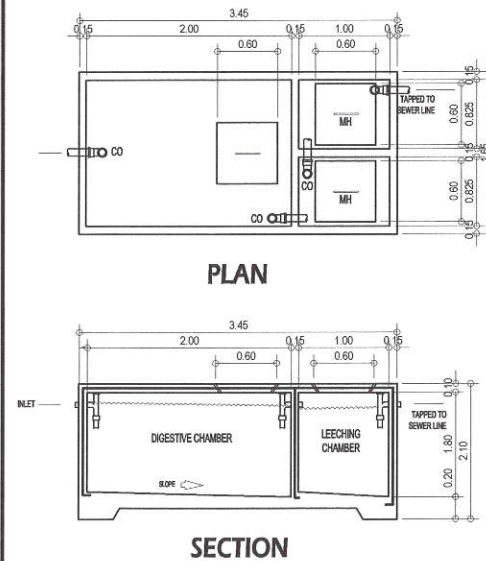 3.45
0.15 2.00 0.15 1.00 0.15
0.60 0.60
0.15
TAPPED TO
SEWER LINE
0.60 0.825
MH
CO
0.15
CO
MH
0.60 0.825
CO
0.15
PLAN
3.45
2.00 0.15 1.00 0.15
0.60 0.60
INLET
0.10
TAPPED TO
SEWER LINE
DIGESTIVE CHAMBER
LEECHING
CHAMBER
1.80 2.10
SLOPE
0.20
SECTION